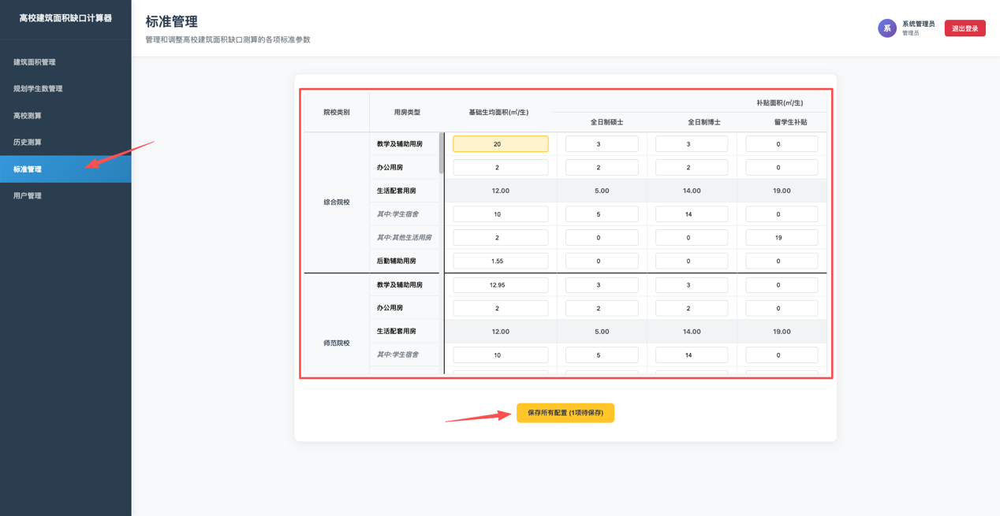 高校建筑面积缺口计算器
建筑面积管理
规划学生数管理
高校测算
历史测算
标准管理
用户管理
标准管理
管理和调整高校建筑面积缺口测算的各项标准参数
系
系统管理员
管理员
退出登录
院校类别 用房类型 基础生均面积(㎡/生) 补贴面积(㎡/生)
全日制硕士 全日制博士 留学生补贴
综合院校
教学及辅助用房 20 3 3 0
办公用房 2 2 2 0
生活配套用房 12.00 5.00 14.00 19.00
其中:学生宿舍 10 5 14 0
其中:其他生活用房 2 0 0 19
后勤辅助用房 1.55 0 0 0
师范院校
教学及辅助用房 12.95 3 3 0
办公用房 2 2 2 0
生活配套用房 12.00 5.00 14.00 19.00
其中:学生宿舍 10 5 14 0
保存所有配置 (1项待保存)